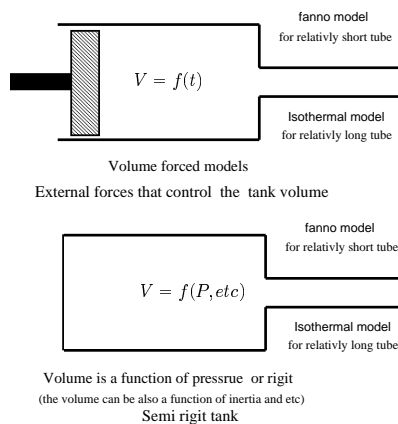 fanno model
for relativly short tube
V = f(t)
Isothermal model
for relativly long tube
Volume forced models
External forces that control the tank volume
fanno model
for relativly short tube
V = f(P, etc)
Isothermal model
for relativly long tube
Volume is a function of pressrue or rigit
(the volume can be also a function of inertia and etc)
Semi rigit tank